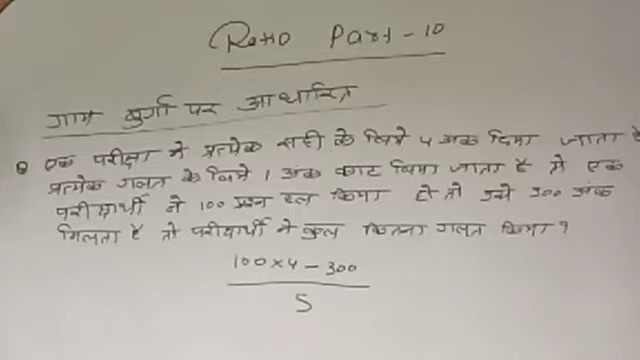 Ratio Part-10
गाय मुर्गा पर आधारित
Q एक परीक्षा में प्रत्येक सही के लिये 4 अंक दिया जाता है
प्रत्येक गलत के लिये 1 अंक काट लिया जाता है तो एक
परीक्षार्थी ने 100 प्रश्न हल किया हो तो उसे 300 अंक
मिलता है तो परीक्षार्थी ने कुल कितना गलत किया?
100×4-300
5